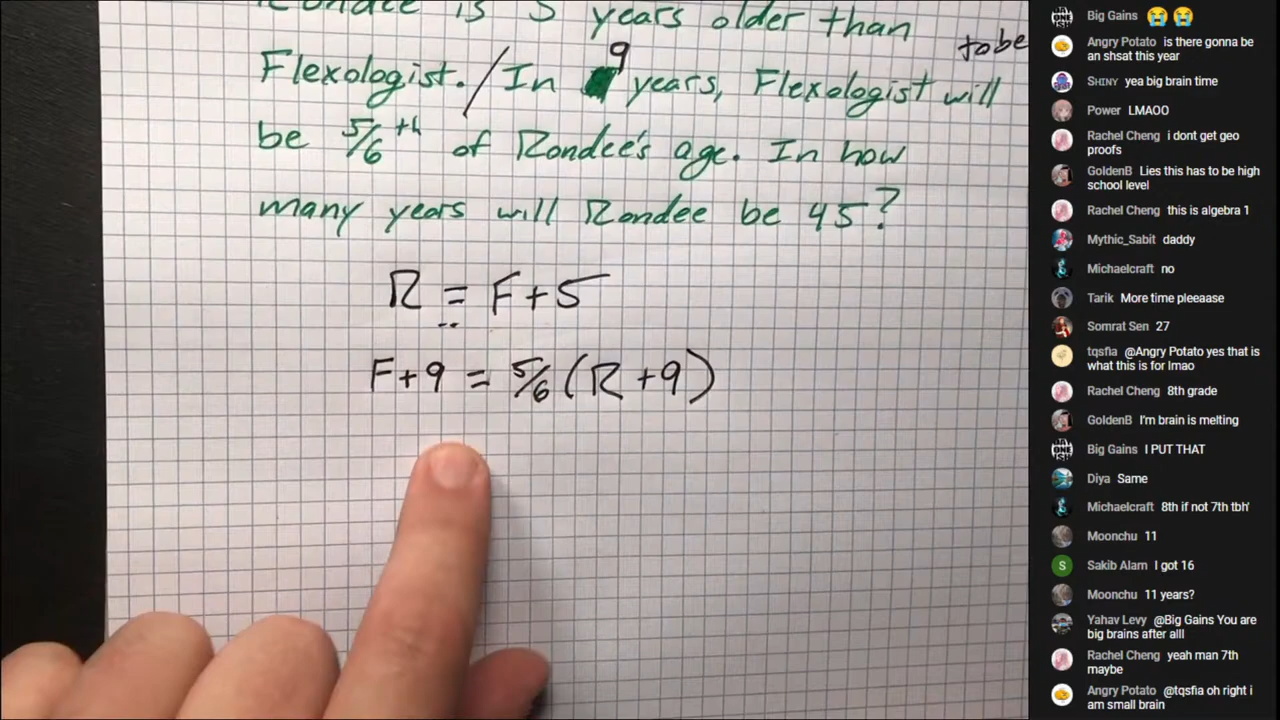 Rondee is 5 years older than
to be
9
Flexologist./In years, Flexologist will
be 5/6th of Rondee's age. In how
many years will Rondee be 45?
R = F+5
F+9 = 5/6(R+9)
Big Gains 😭😭
Angry Potato is there gonna be
an shsat this year
SHINY yea big brain time
Power LMAOO
Rachel Cheng i dont get geo
proofs
GoldenB Lies this has to be high
school level
Rachel Cheng this is algebra 1
Mythic_Sabit daddy
Michaelcraft no
Tarik More time pleeaase
Somrat Sen 27
tqsfia @Angry Potato yes that is
what this is for lmao
Rachel Cheng 8th grade
GoldenB I'm brain is melting
Big Gains I PUT THAT
Diya Same
Michaelcraft 8th if not 7th tbh'
Moonchu 11
S Sakib Alam I got 16
Moonchu 11 years?
Yahav Levy @Big Gains You are
big brains after alll
Rachel Cheng yeah man 7th
maybe
Angry Potato @tqsfia oh right i
am small brain